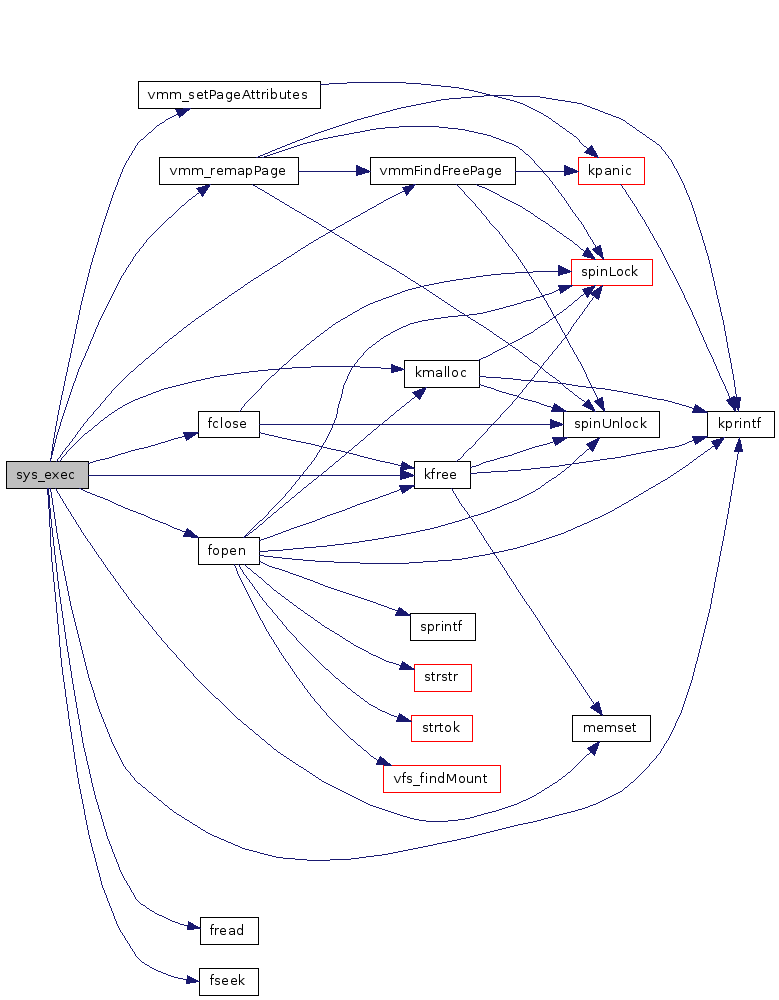 vmm_setPageAttributes
vmm_remapPage
vmmFindFreePage
kpanic
spinLock
kmalloc
fclose
spinUnlock
kprintf
sys_exec
kfree
fopen
sprintf
strstr
strtok
memset
vfs_findMount
fread
fseek